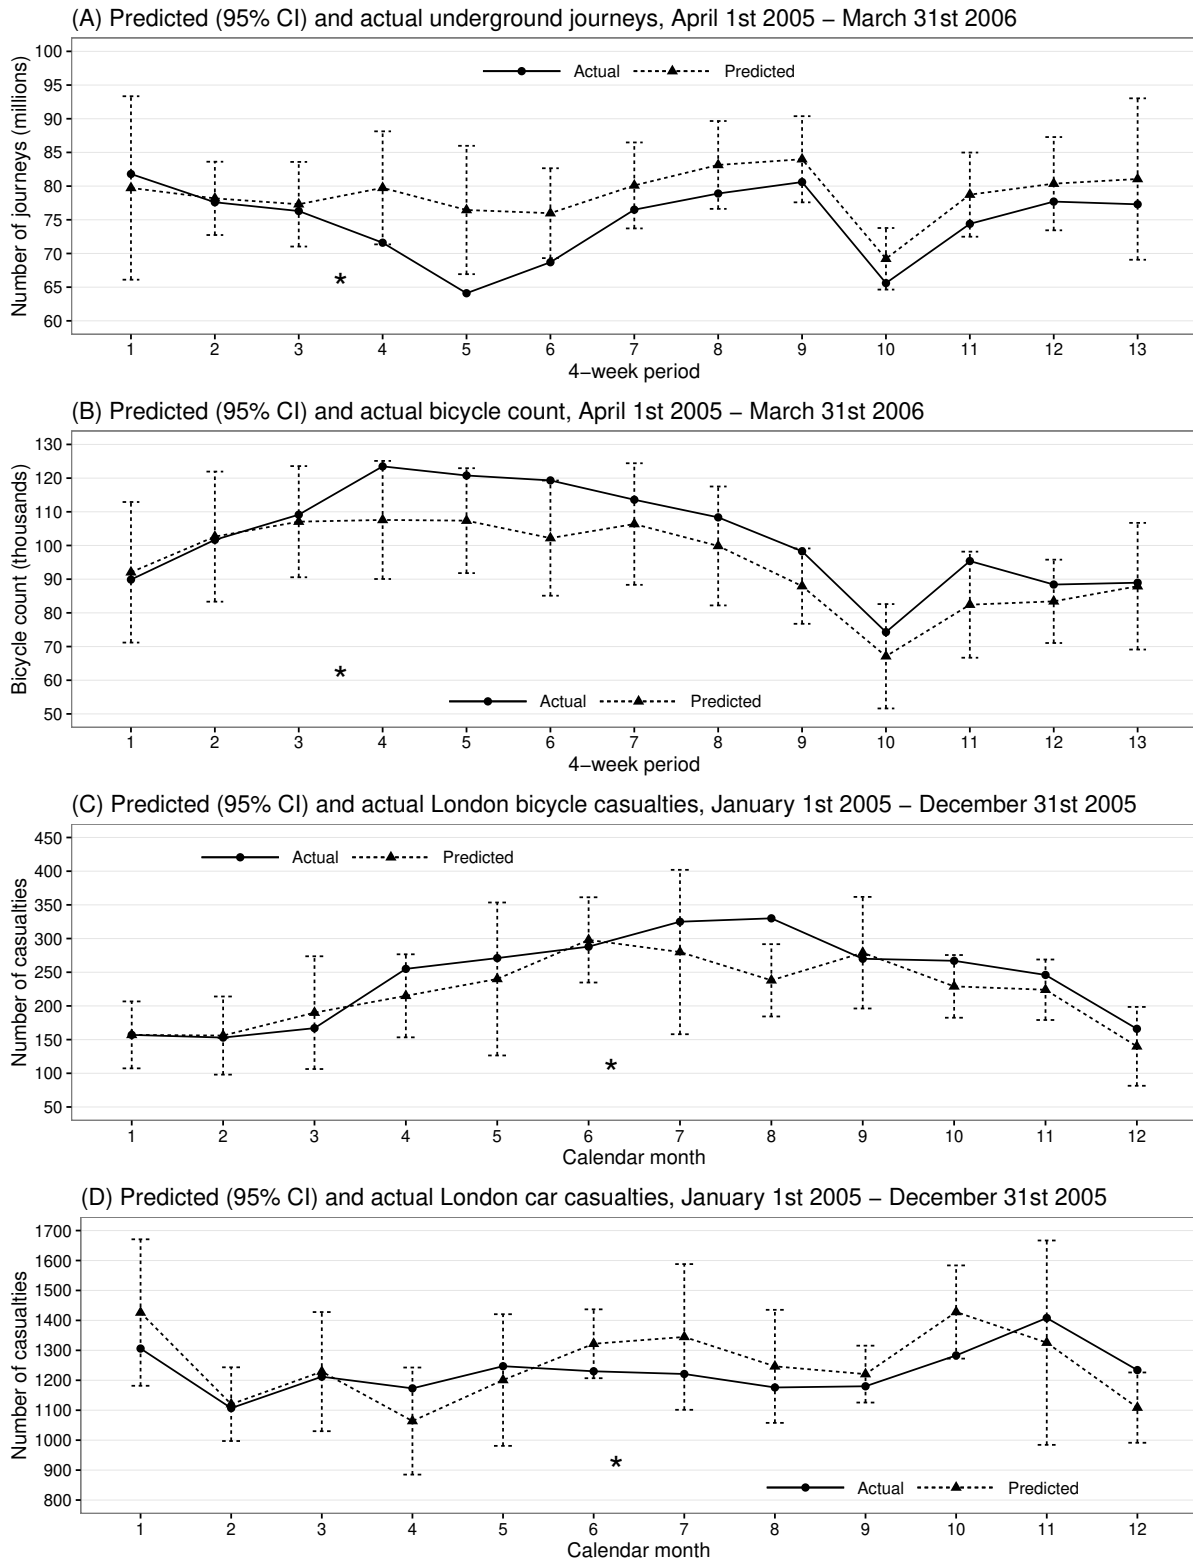 (A) Predicted (95% CI) and actual underground journeys, April 1st 2005 − March 31st 2006
Number of journeys (millions)
100
95
90
85
80
75
70
65
60
Actual Predicted
*
1 2 3 4 5 6 7 8 9 10 11 12 13
4−week period
(B) Predicted (95% CI) and actual bicycle count, April 1st 2005 − March 31st 2006
Bicycle count (thousands)
130
120
110
100
90
80
70
60
50
*
Actual Predicted
1 2 3 4 5 6 7 8 9 10 11 12 13
4−week period
(C) Predicted (95% CI) and actual London bicycle casualties, January 1st 2005 − December 31st 2005
Number of casualties
450
400
350
300
250
200
150
100
50
Actual Predicted
*
1 2 3 4 5 6 7 8 9 10 11 12
Calendar month
(D) Predicted (95% CI) and actual London car casualties, January 1st 2005 − December 31st 2005
Number of casualties
1700
1600
1500
1400
1300
1200
1100
1000
900
800
*
Actual Predicted
1 2 3 4 5 6 7 8 9 10 11 12
Calendar month